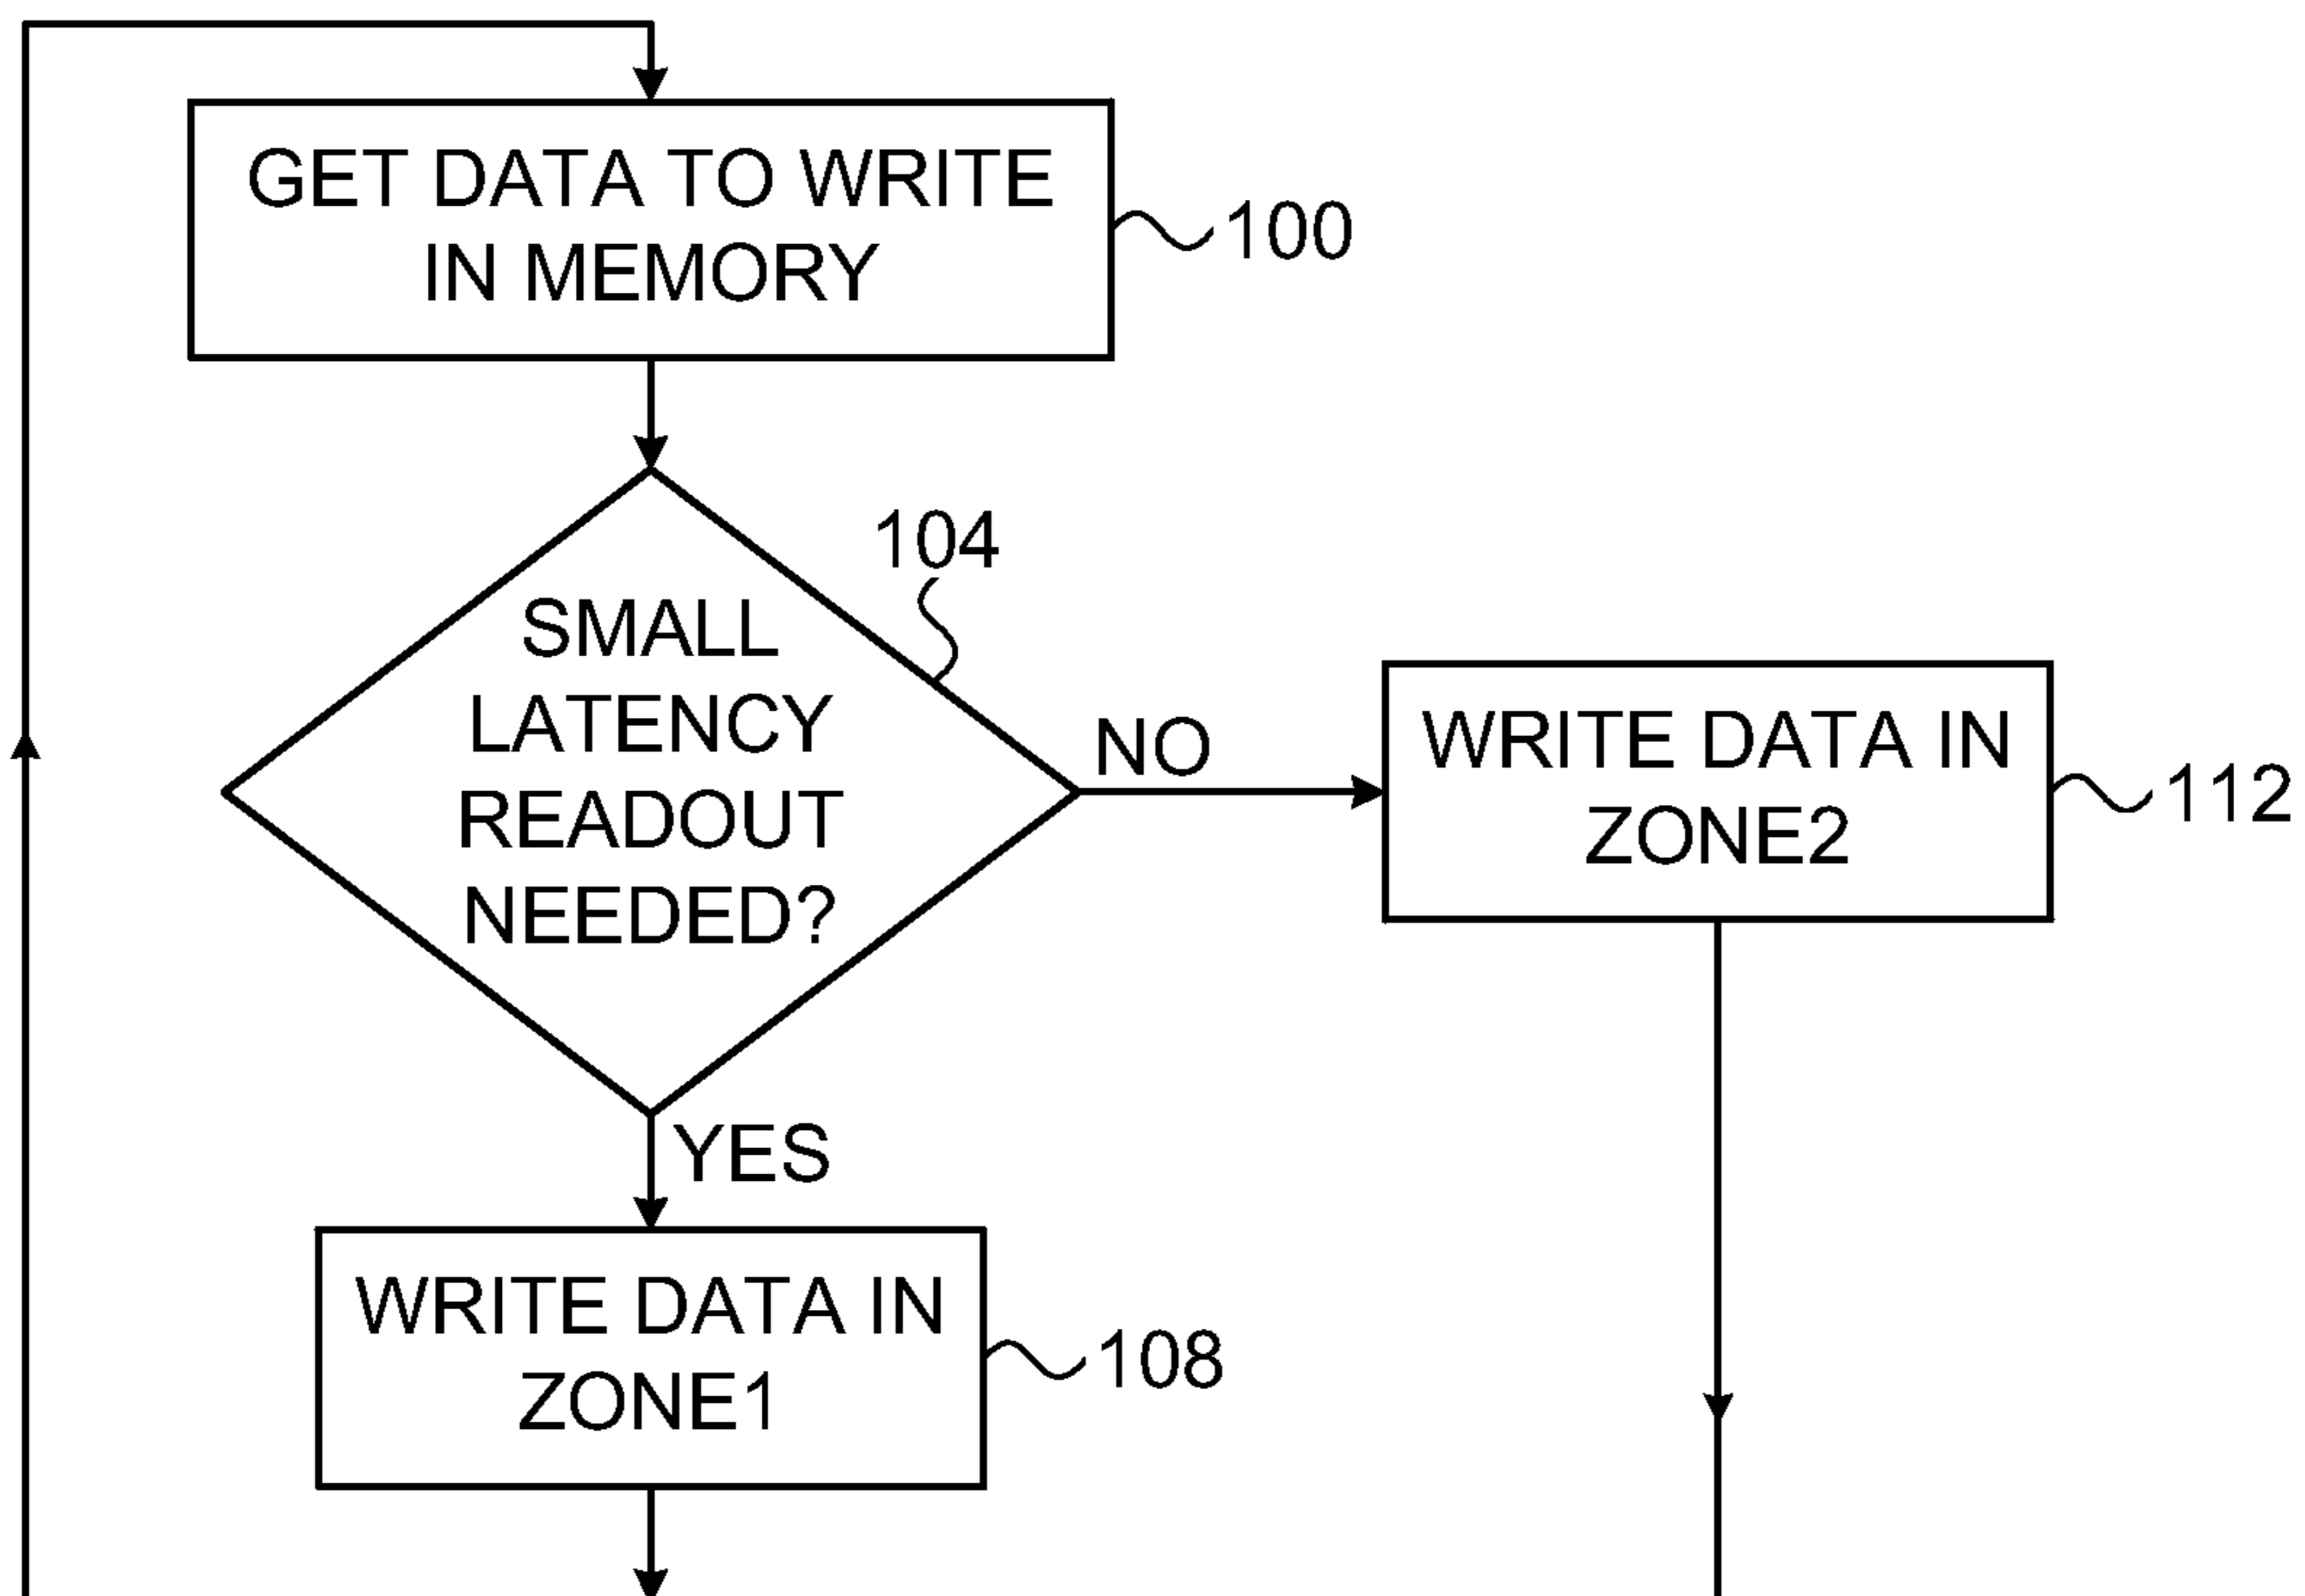 GET DATA TO WRITE
IN MEMORY
100
104
SMALL
LATENCY
READOUT
NEEDED?
NO
WRITE DATA IN
ZONE2
112
YES
WRITE DATA IN
ZONE1
108